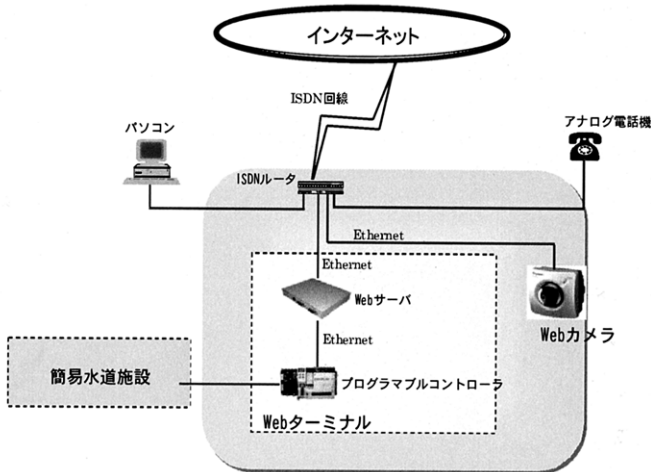 インターネット
ISDN回線
パソコン
アナログ電話機
ISDNルータ
Ethernet
Ethernet
Webサーバ
Webカメラ
Ethernet
簡易水道施設
プログラマブルコントローラ
Webターミナル